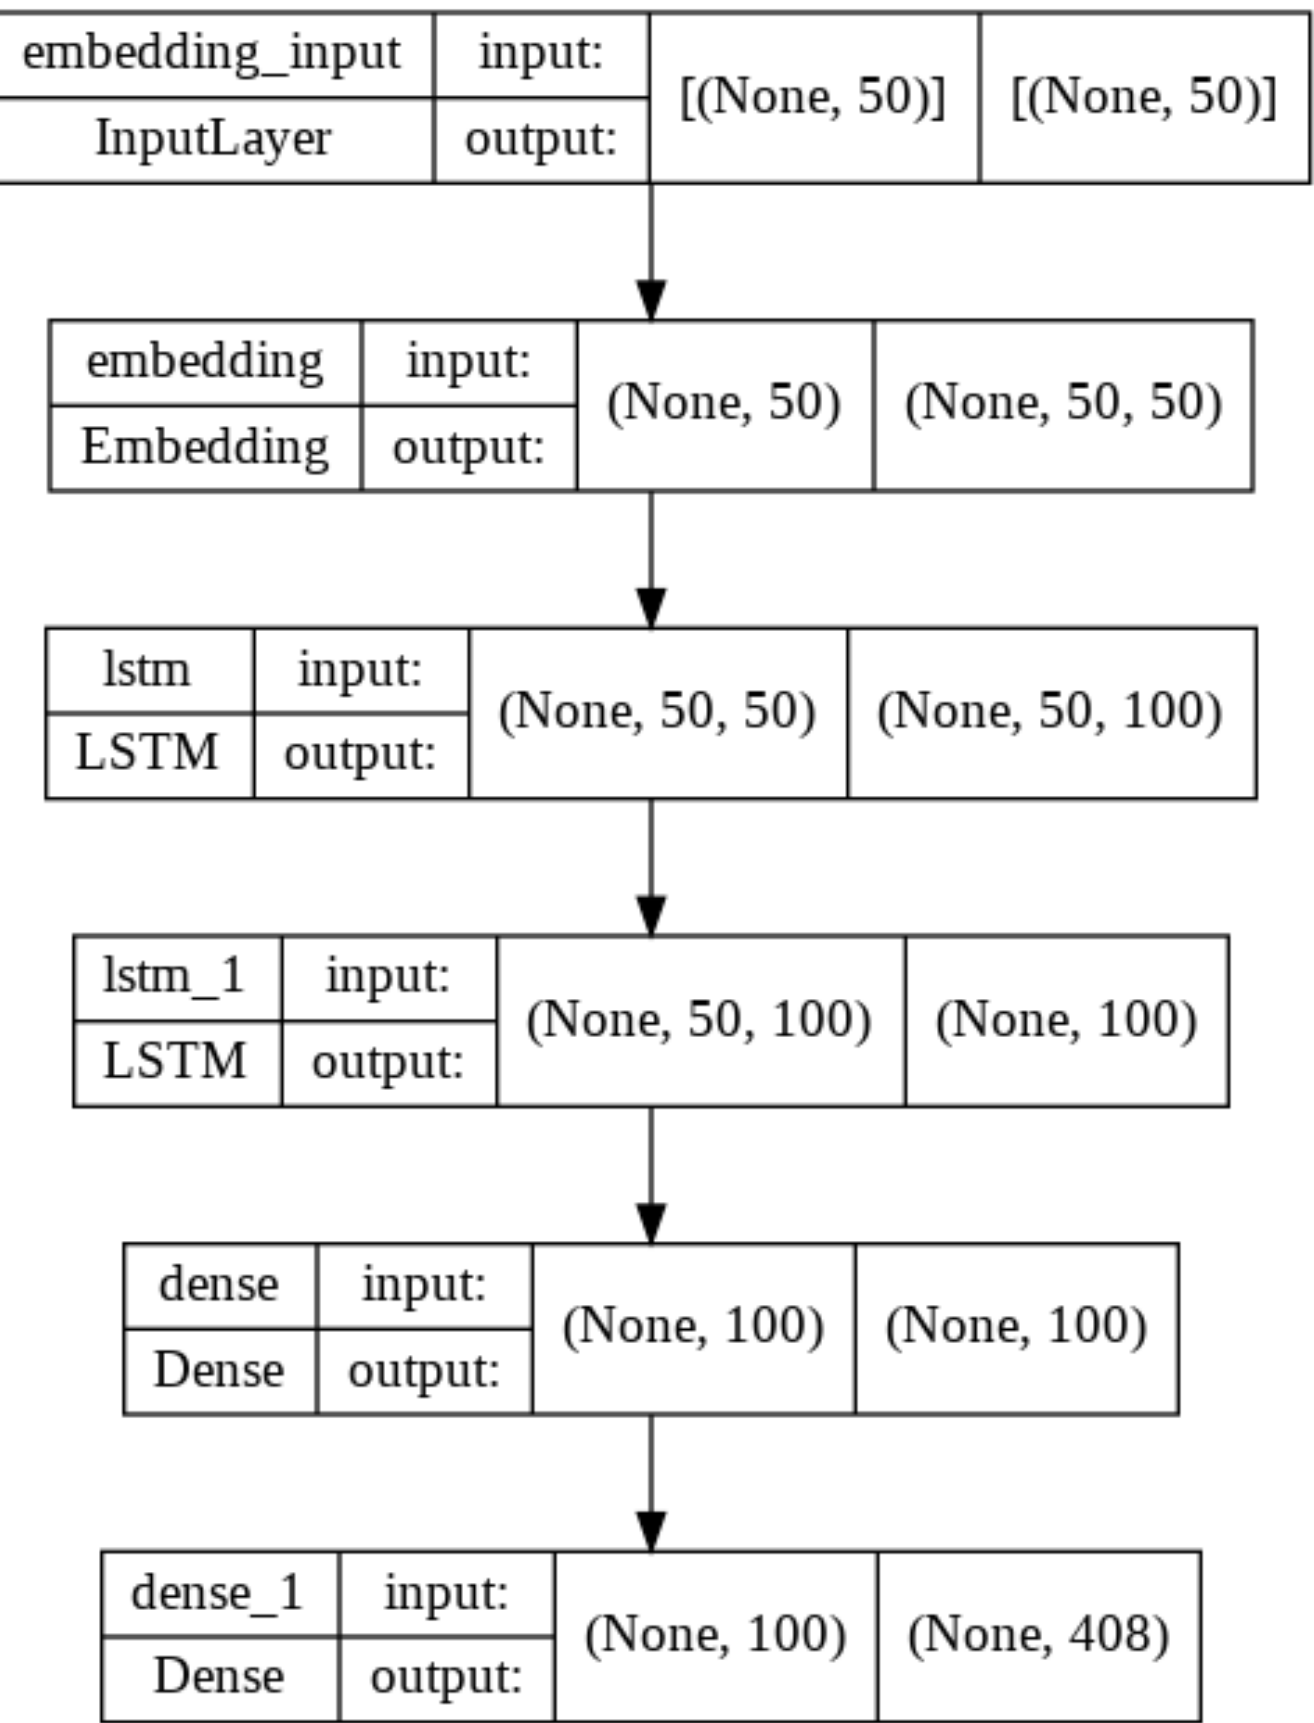 embedding_input input: [(None, 50)] [(None, 50)]
InputLayer output:
embedding input: (None, 50) (None, 50, 50)
Embedding output:
lstm input: (None, 50, 50) (None, 50, 100)
LSTM output:
lstm_1 input: (None, 50, 100) (None, 100)
LSTM output:
dense input: (None, 100) (None, 100)
Dense output:
dense_1 input: (None, 100) (None, 408)
Dense output: